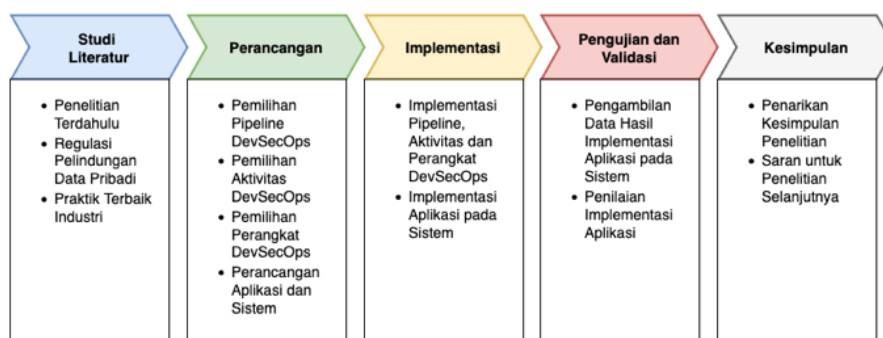 Studi
Literatur
Perancangan
Implementasi
Pengujian dan
Validasi
Kesimpulan
• Penelitian
Terdahulu
• Regulasi
Pelindungan
Data Pribadi
• Praktik Terbaik
Industri
• Pemilihan
Pipeline
DevSecOps
• Pemilihan
Aktivitas
DevSecOps
• Pemilihan
Perangkat
DevSecOps
• Perancangan
Aplikasi dan
Sistem
• Implementasi
Pipeline,
Aktivitas dan
Perangkat
DevSecOps
• Implementasi
Aplikasi pada
Sistem
• Pengambilan
Data Hasil
Implementasi
Aplikasi pada
Sistem
• Penilaian
Implementasi
Aplikasi
• Penarikan
Kesimpulan
Penelitian
• Saran untuk
Penelitian
Selanjutnya